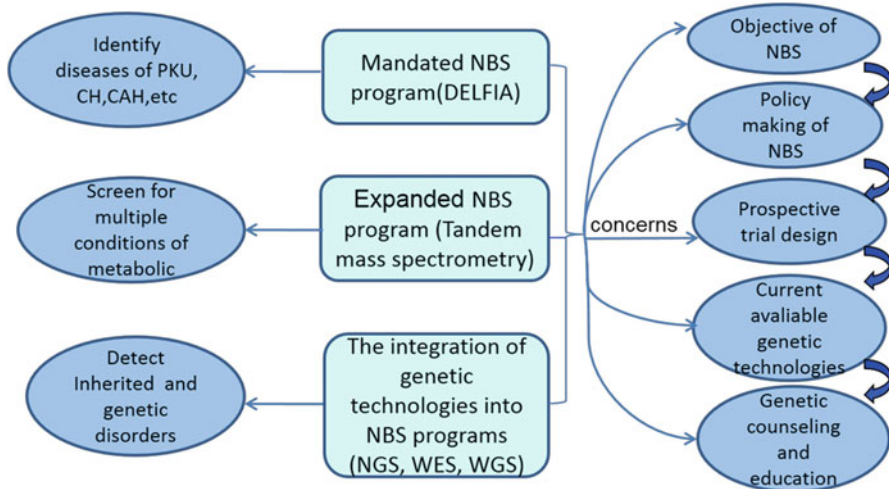 Identify
diseases of PKU,
CH,CAH,etc
Mandated NBS
program(DELFIA)
Screen for
multiple
conditions of
metabolic
Expanded NBS
program (Tandem
mass spectrometry)
Detect
Inherited and
genetic
disorders
The integration of
genetic
technologies into
NBS programs
(NGS, WES, WGS)
concerns
Objective of
NBS
Policy
making of
NBS
Prospective
trial design
Current
avaliable
genetic
technologies
Genetic
counseling
and
education